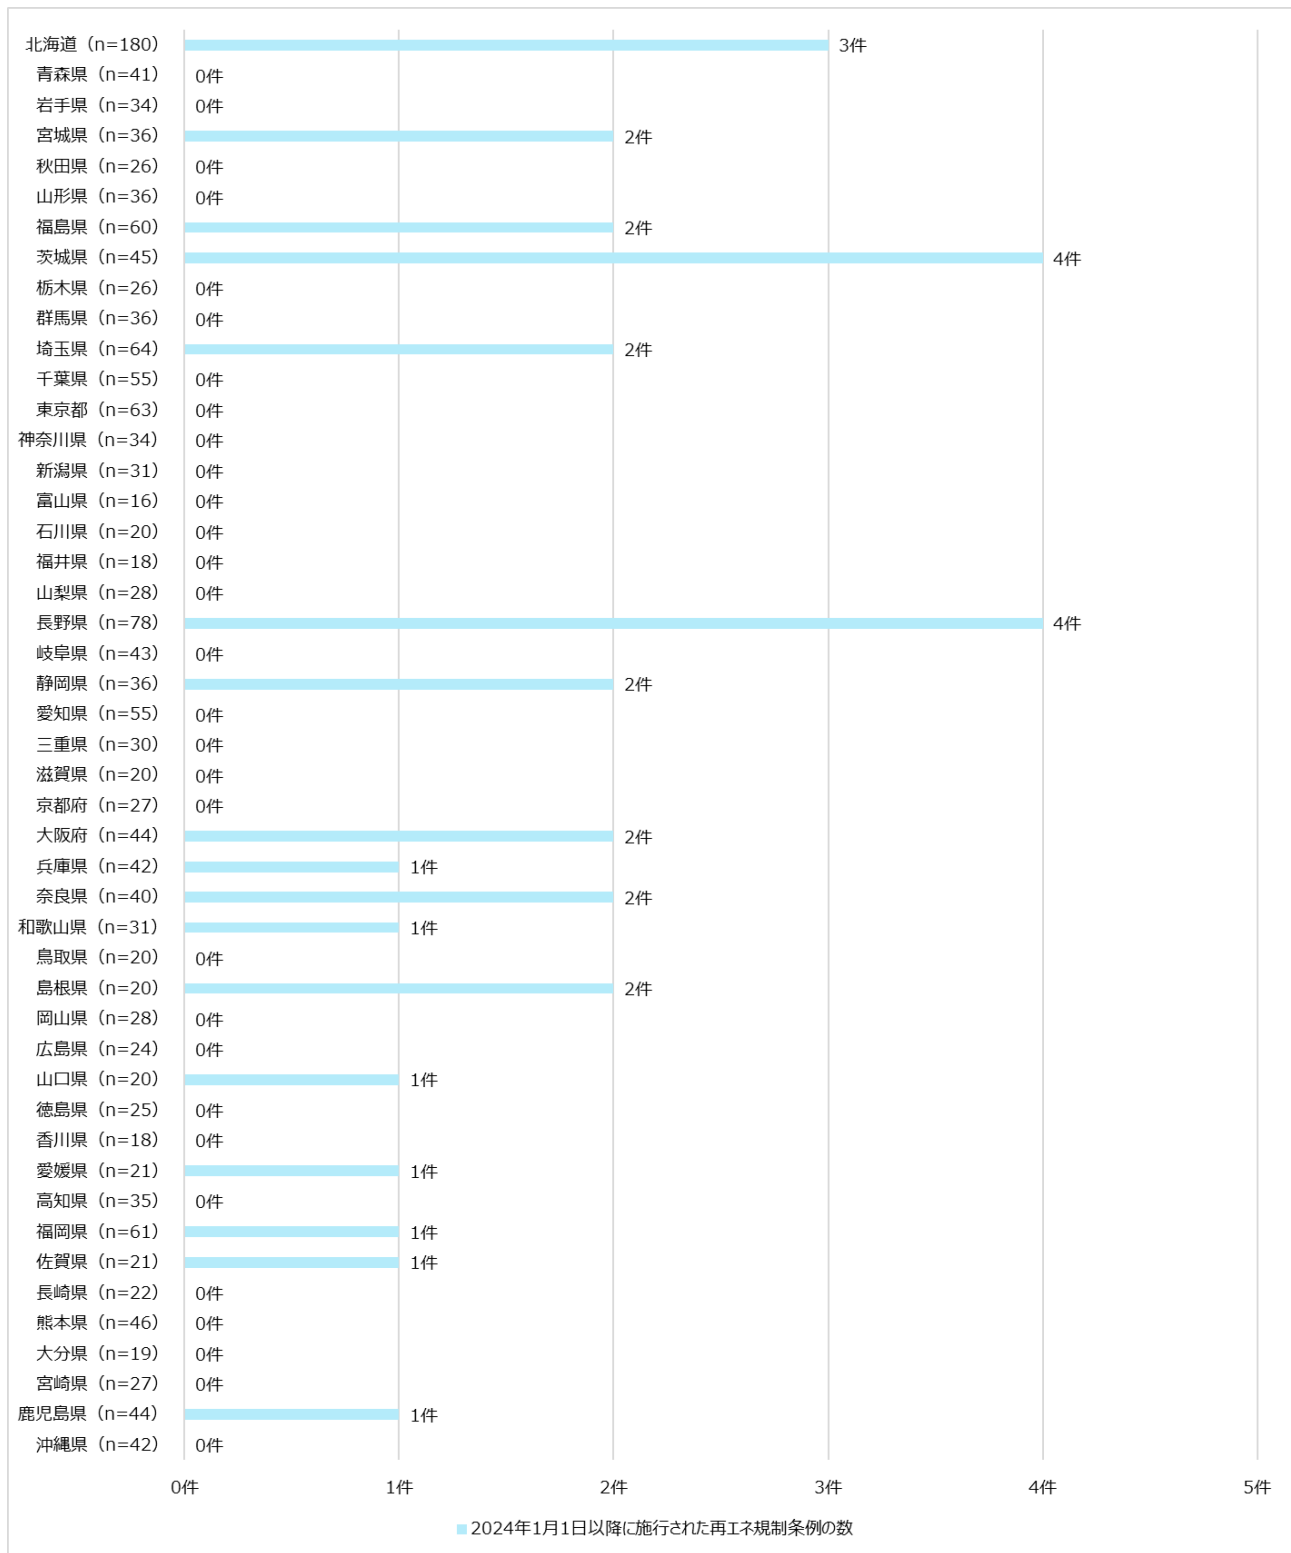 北海道（n=180） 3件
青森県（n=41） 0件
岩手県（n=34） 0件
宮城県（n=36） 2件
秋田県（n=26） 0件
山形県（n=36） 0件
福島県（n=60） 2件
茨城県（n=45） 4件
栃木県（n=26） 0件
群馬県（n=36） 0件
埼玉県（n=64） 2件
千葉県（n=55） 0件
東京都（n=63） 0件
神奈川県（n=34） 0件
新潟県（n=31） 0件
富山県（n=16） 0件
石川県（n=20） 0件
福井県（n=18） 0件
山梨県（n=28） 0件
長野県（n=78） 4件
岐阜県（n=43） 0件
静岡県（n=36） 2件
愛知県（n=55） 0件
三重県（n=30） 0件
滋賀県（n=20） 0件
京都府（n=27） 0件
大阪府（n=44） 2件
兵庫県（n=42） 1件
奈良県（n=40） 2件
和歌山県（n=31） 1件
鳥取県（n=20） 0件
島根県（n=20） 2件
岡山県（n=28） 0件
広島県（n=24） 0件
山口県（n=20） 1件
徳島県（n=25） 0件
香川県（n=18） 0件
愛媛県（n=21） 1件
高知県（n=35） 0件
福岡県（n=61） 1件
佐賀県（n=21） 1件
長崎県（n=22） 0件
熊本県（n=46） 0件
大分県（n=19） 0件
宮崎県（n=27） 0件
鹿児島県（n=44） 1件
沖縄県（n=42） 0件
0件 1件 2件 3件 4件 5件
2024年1月1日以降に施行された再エネ規制条例の数